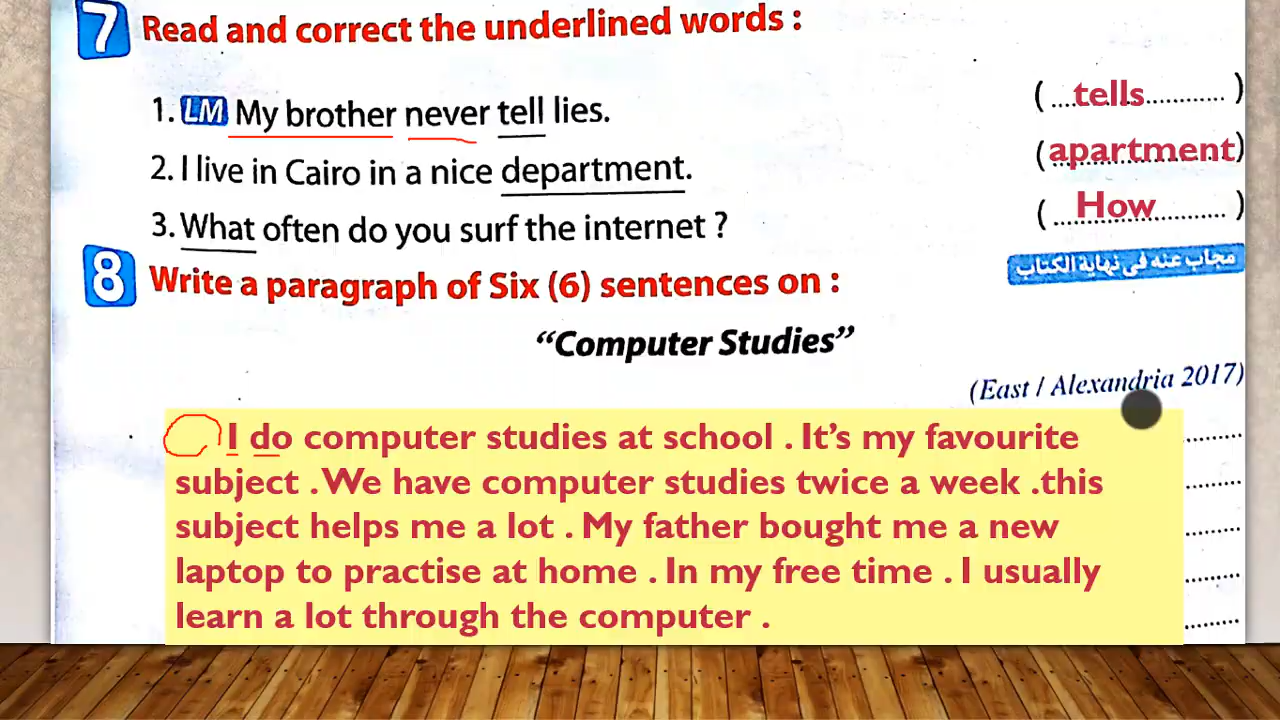 7 Read and correct the underlined words :
1. LM My brother never tell lies. ( ...tells............ )
2. I live in Cairo in a nice department. (apartment)
3. What often do you surf the internet ? ( ...How............ )
8 Write a paragraph of Six (6) sentences on :
مجاب عنه فى نهاية الكتاب
“Computer Studies”
(East / Alexandria 2017)
I do computer studies at school . It’s my favourite
subject . We have computer studies twice a week .this
subject helps me a lot . My father bought me a new
laptop to practise at home . In my free time . I usually
learn a lot through the computer .